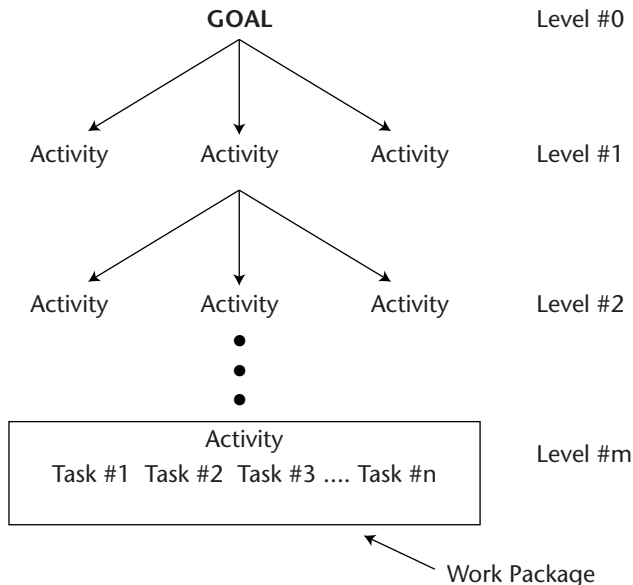 GOAL Level #0
Activity Activity Activity Level #1
Activity Activity Activity Level #2
Activity
Level #m
Task #1 Task #2 Task #3 .... Task #n
Work Package